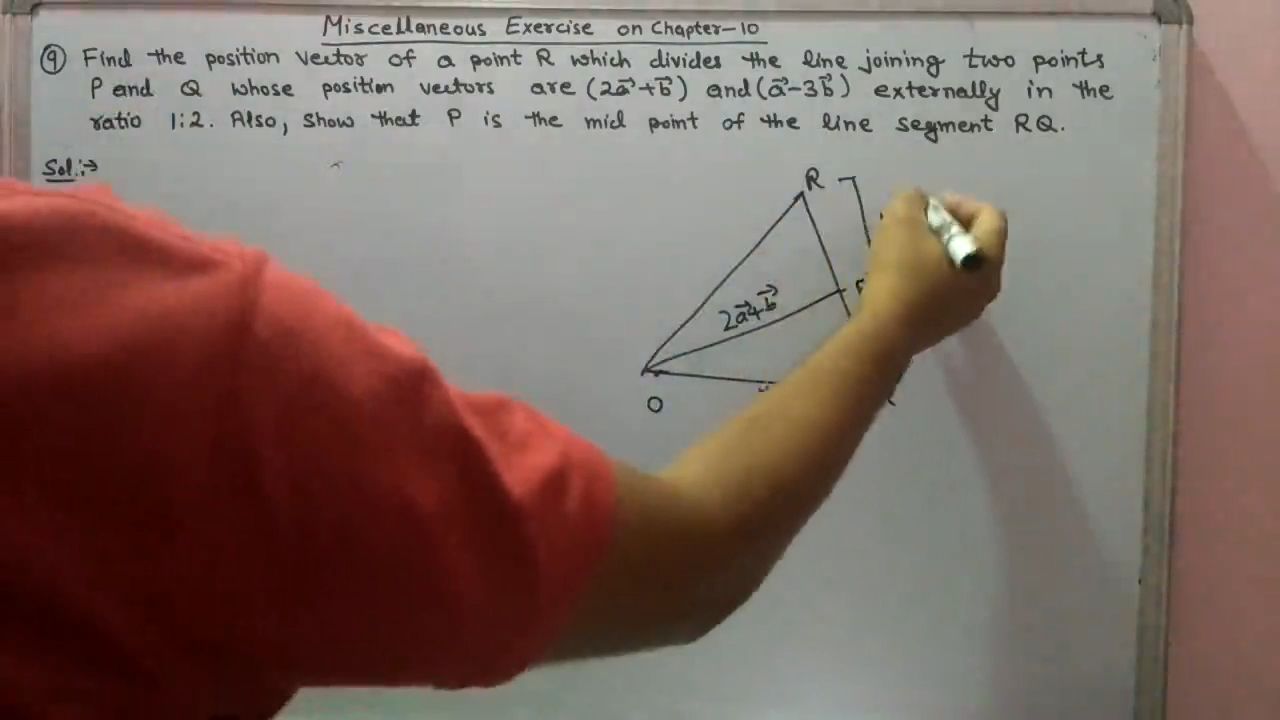 Miscellaneous Exercise on Chapter-10
⑨ Find the position vector of a point R which divides the line joining two points
P and Q whose position vectors are (2a⃗+b⃗) and (a⃗-3b⃗) externally in the
ratio 1:2. Also, show that P is the mid point of the line segment RQ.
Sol:→
R
2a⃗+b⃗
O